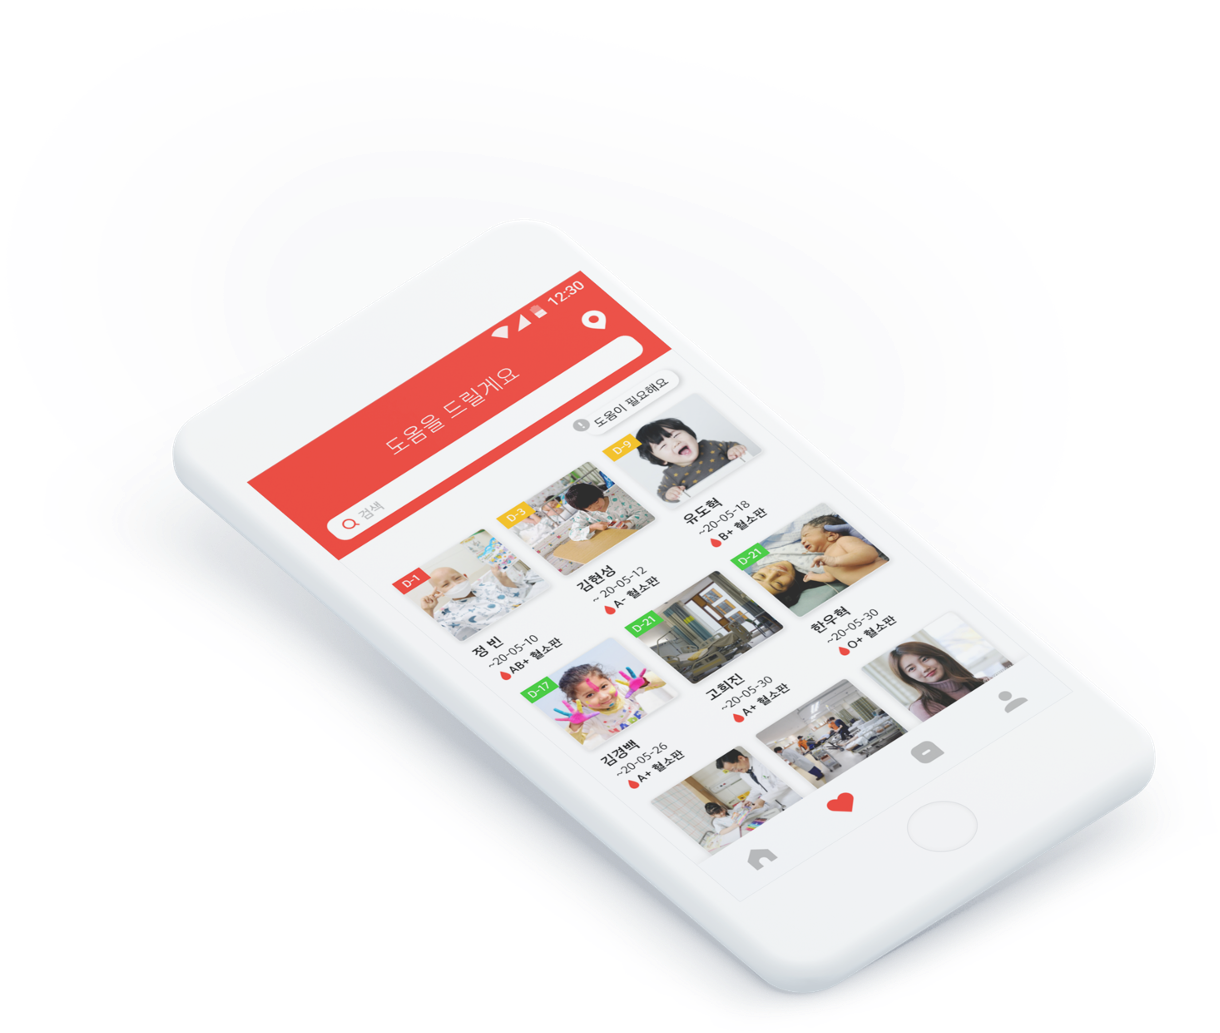 12:30
도움을 드릴게요
검색
도움이 필요해요
D-1
정 빈
~20-05-10
AB+ 혈소판
D-3
김현성
~ 20-05-12
A- 혈소판
D-9
유도혁
~20-05-18
B+ 혈소판
D-17
김경백
~20-05-26
A+ 혈소판
D-21
고희진
~20-05-30
A+ 혈소판
D-21
한우혁
~20-05-30
O+ 혈소판